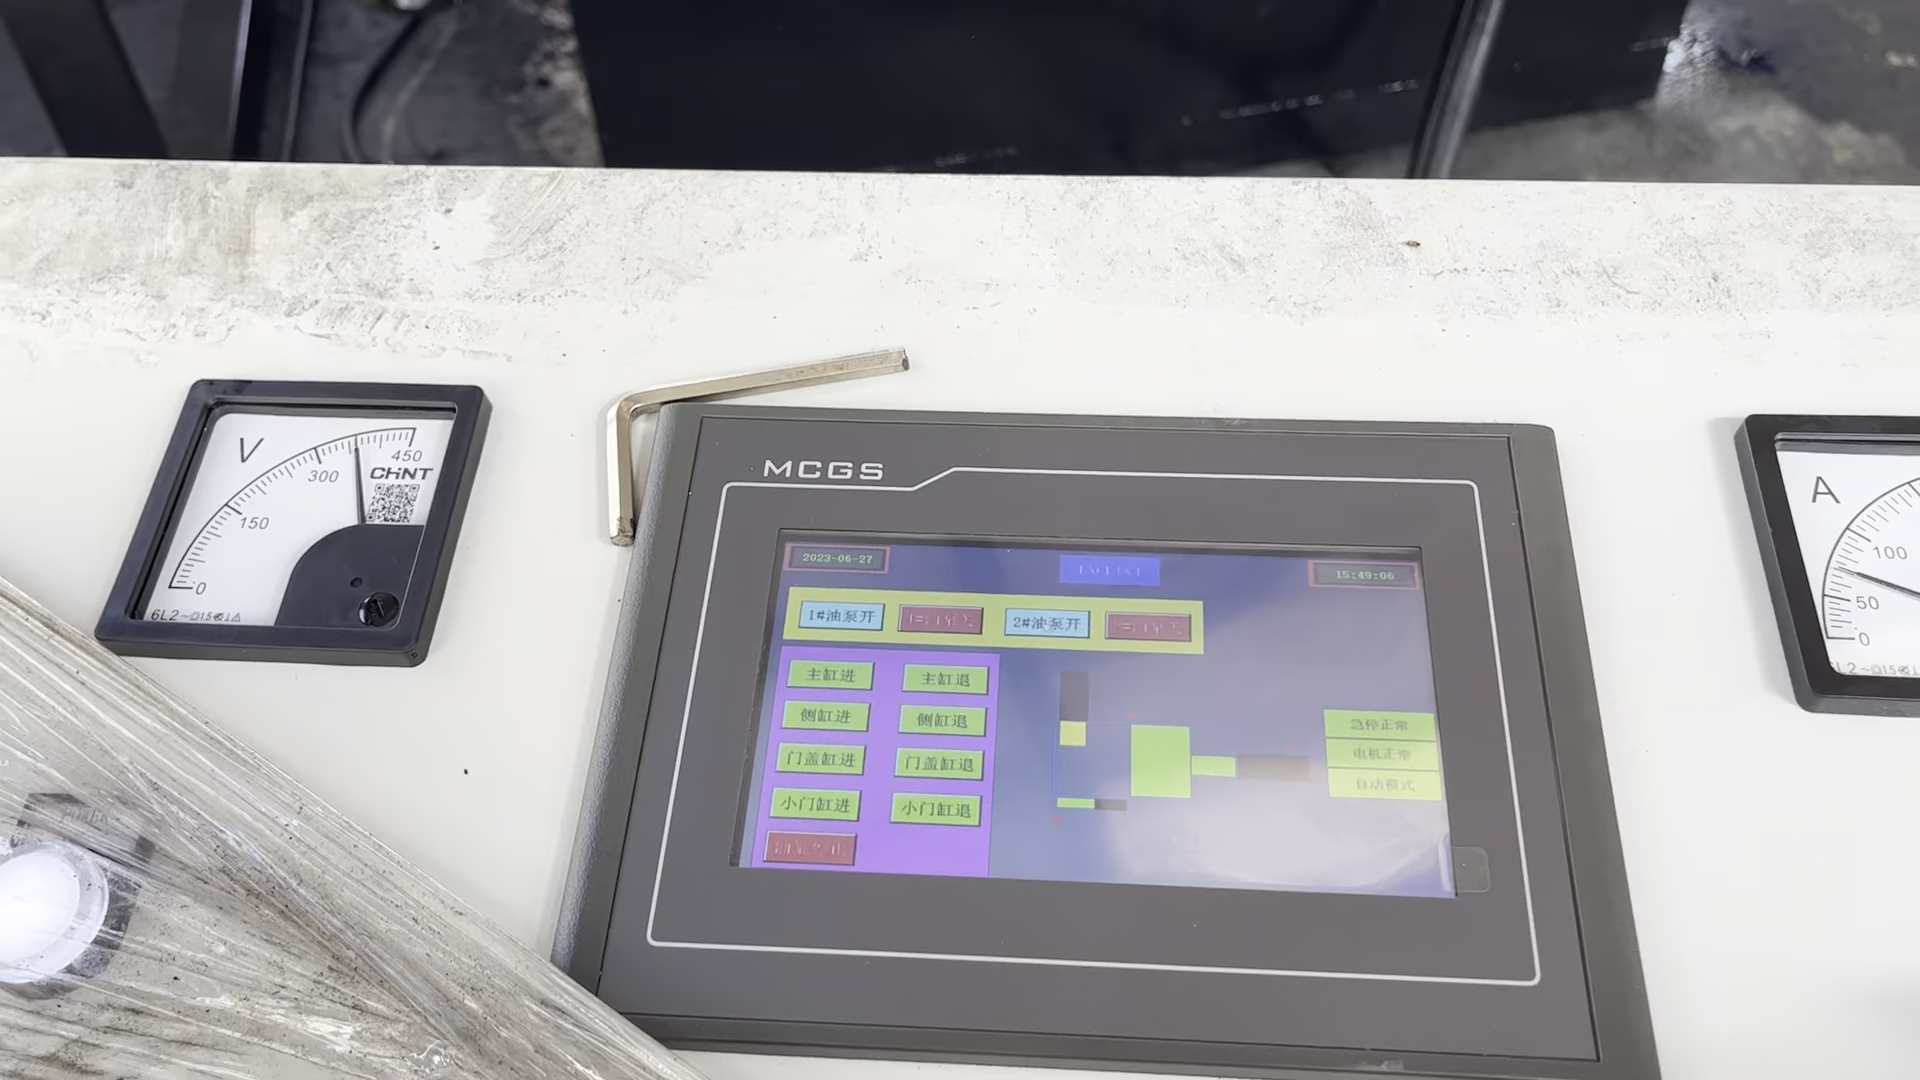 V
450
CHNT
300
150
0
6L2
MCGS
2023-06-27
15:49:06
1#油泵开
2#油泵开
主缸进
主缸退
侧缸进
侧缸退
门盖缸进
门盖缸退
小门缸进
小门缸退
急停正常
电机正常
自动模式
A
100
50
0